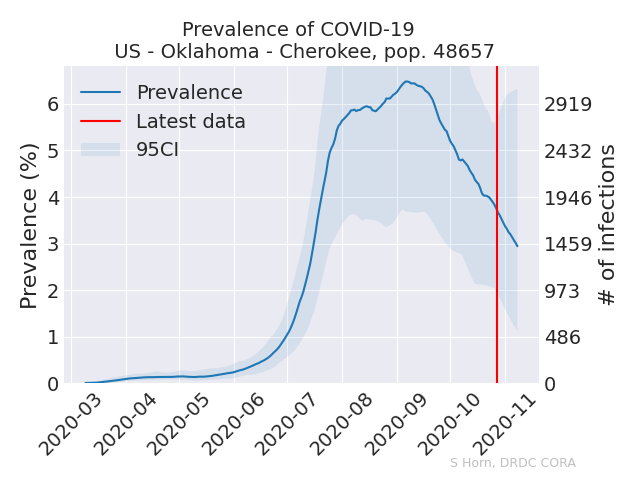 Prevalence of COVID-19
US - Oklahoma - Cherokee, pop. 48657
Prevalence
Latest data
95CI
Prevalence (%)
6
5
4
3
2
1
0
2919
2432
1946
1459
973
486
0
# of infections
2020-03
2020-04
2020-05
2020-06
2020-07
2020-08
2020-09
2020-10
2020-11
S Horn, DRDC CORA